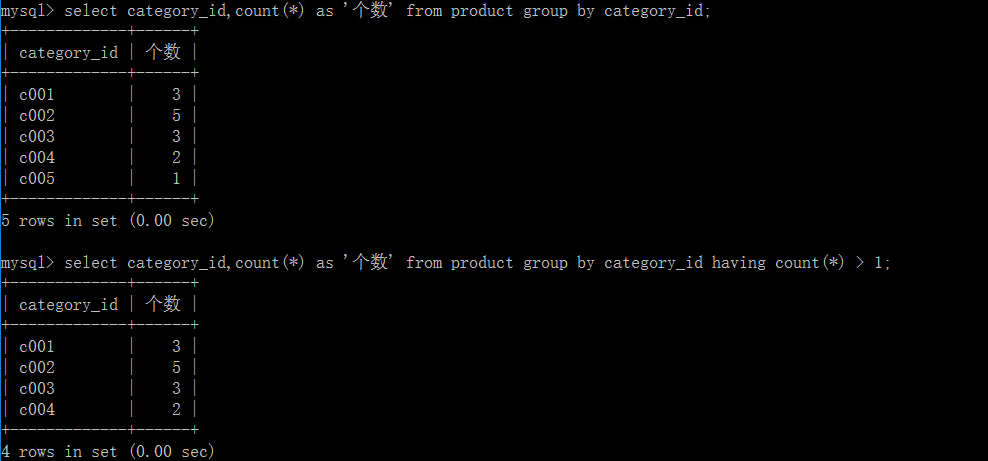 mysql> select category_id,count(*) as '个数' from product group by category_id;
+-------------+------+
| category_id | 个数 |
+-------------+------+
| c001        |    3 |
| c002        |    5 |
| c003        |    3 |
| c004        |    2 |
| c005        |    1 |
+-------------+------+
5 rows in set (0.00 sec)

mysql> select category_id,count(*) as '个数' from product group by category_id having count(*) > 1;
+-------------+------+
| category_id | 个数 |
+-------------+------+
| c001        |    3 |
| c002        |    5 |
| c003        |    3 |
| c004        |    2 |
+-------------+------+
4 rows in set (0.00 sec)